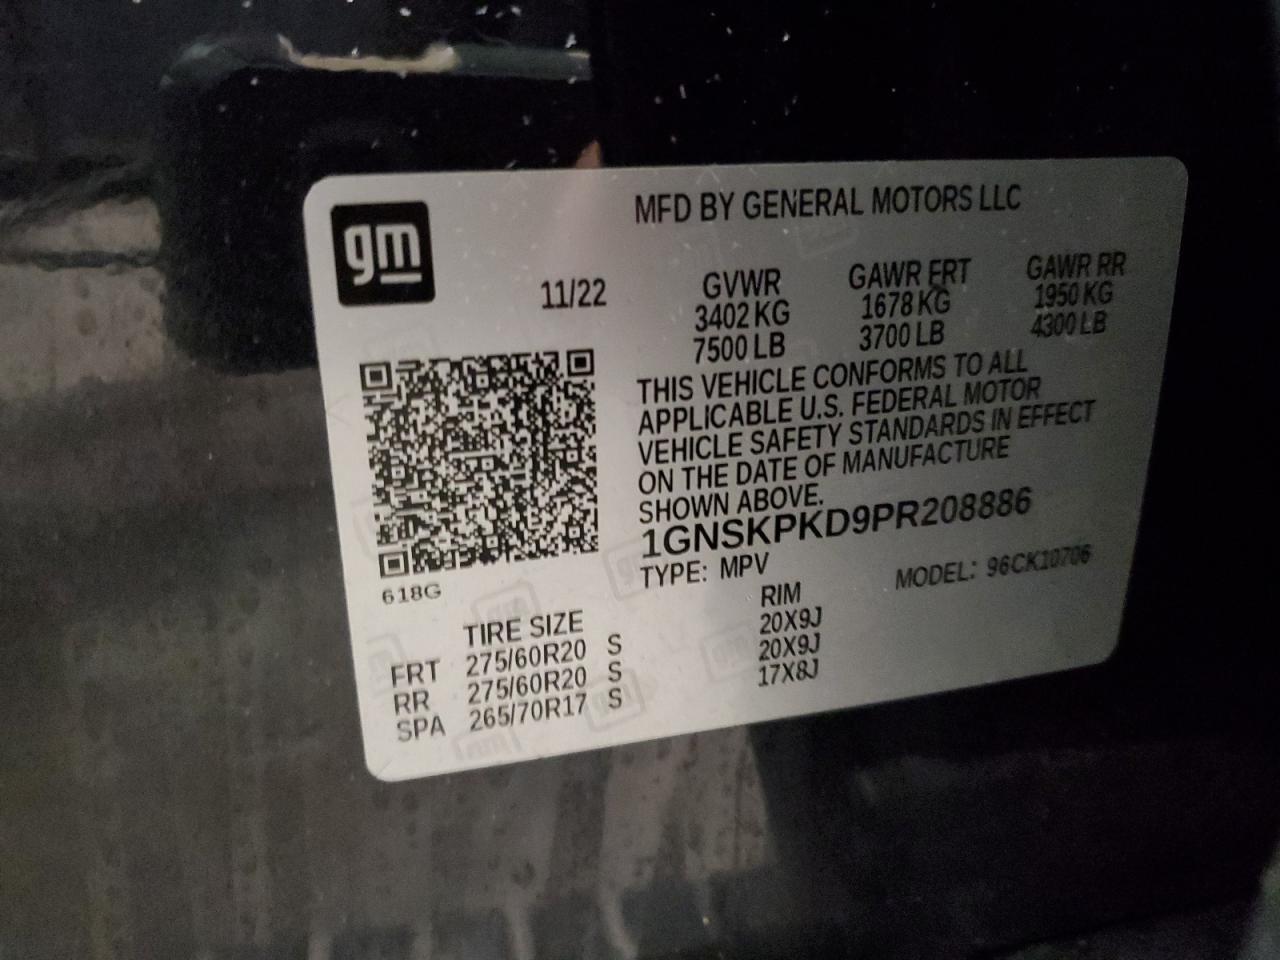 gm
MFD BY GENERAL MOTORS LLC
11/22 GVWR GAWR FRT GAWR RR
3402 KG 1678 KG 1950 KG
7500 LB 3700 LB 4300 LB
THIS VEHICLE CONFORMS TO ALL
APPLICABLE U.S. FEDERAL MOTOR
VEHICLE SAFETY STANDARDS IN EFFECT
ON THE DATE OF MANUFACTURE
SHOWN ABOVE.
1GNSKPKD9PR208886
TYPE: MPV MODEL: 96CK10706
618G
TIRE SIZE RIM
FRT 275/60R20 S 20X9J
RR 275/60R20 S 20X9J
SPA 265/70R17 S 17X8J